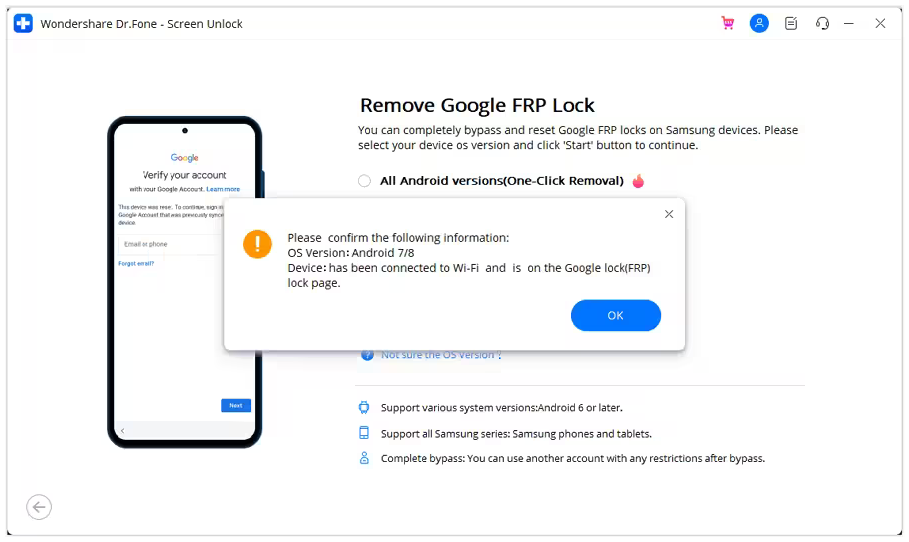 Wondershare Dr.Fone - Screen Unlock
Remove Google FRP Lock
You can completely bypass and reset Google FRP locks on Samsung devices. Please
select your device os version and click 'Start' button to continue.
All Android versions(One-Click Removal)
Google
Verify your account
with your Google Account. Learn more
This device was reset. To continue, sign in
Google Account that was previously synce
device.
Email or phone
Forgot email?
Next
Please confirm the following information:
OS Version: Android 7/8
Device: has been connected to Wi-Fi and is on the Google lock(FRP)
lock page.
OK
Not sure the OS Version ?
Support various system versions:Android 6 or later.
Support all Samsung series: Samsung phones and tablets.
Complete bypass: You can use another account with any restrictions after bypass.